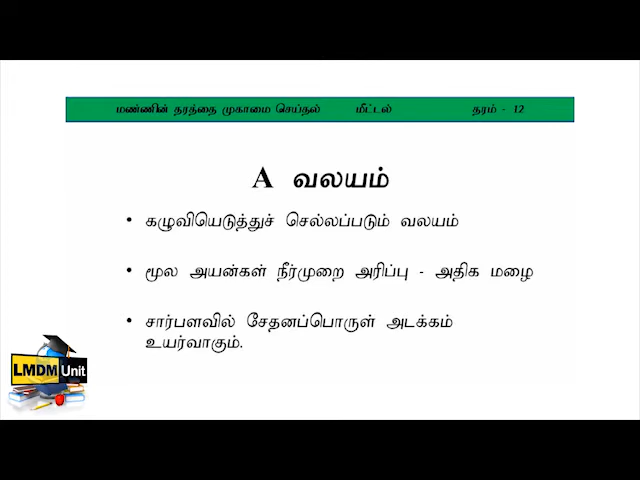 மண்ணின் தரத்தை முகாமை செய்தல் மீட்டல் தரம் - 12
A வலயம்
• கழுவியெடுத்துச் செல்லப்படும் வலயம்
• மூல அயன்கள் நீர்முறை அரிப்பு - அதிக மழை
• சார்பளவில் சேதனப்பொருள் அடக்கம்
உயர்வாகும்.
LMDM Unit